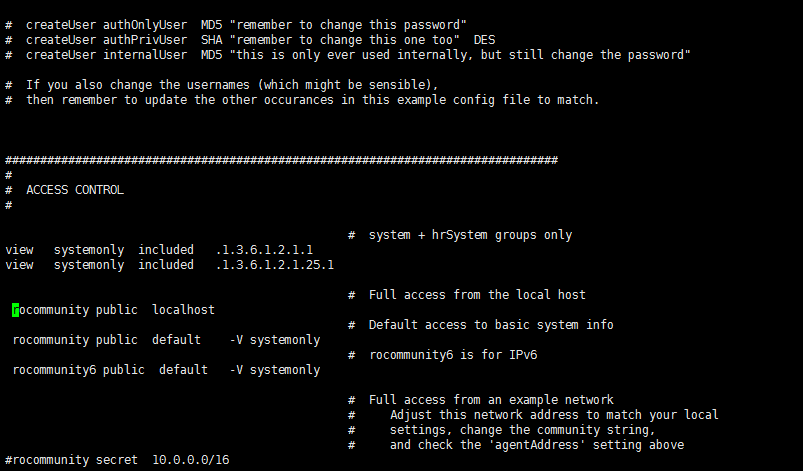 #  createUser authOnlyUser  MD5 "remember to change this password"
#  createUser authPrivUser  SHA "remember to change this one too"  DES
#  createUser internalUser  MD5 "this is only ever used internally, but still change the password"
#  If you also change the usernames (which might be sensible),
#  then remember to update the other occurances in this example config file to match.
###############################################################################
#
#  ACCESS CONTROL
#
#  system + hrSystem groups only
view   systemonly  included   .1.3.6.1.2.1.1
view   systemonly  included   .1.3.6.1.2.1.25.1
#  Full access from the local host
rocommunity public  localhost
#  Default access to basic system info
rocommunity public  default    -V systemonly
#  rocommunity6 is for IPv6
rocommunity6 public  default   -V systemonly
#  Full access from an example network
#     Adjust this network address to match your local
#     settings, change the community string,
#     and check the 'agentAddress' setting above
#rocommunity secret  10.0.0.0/16